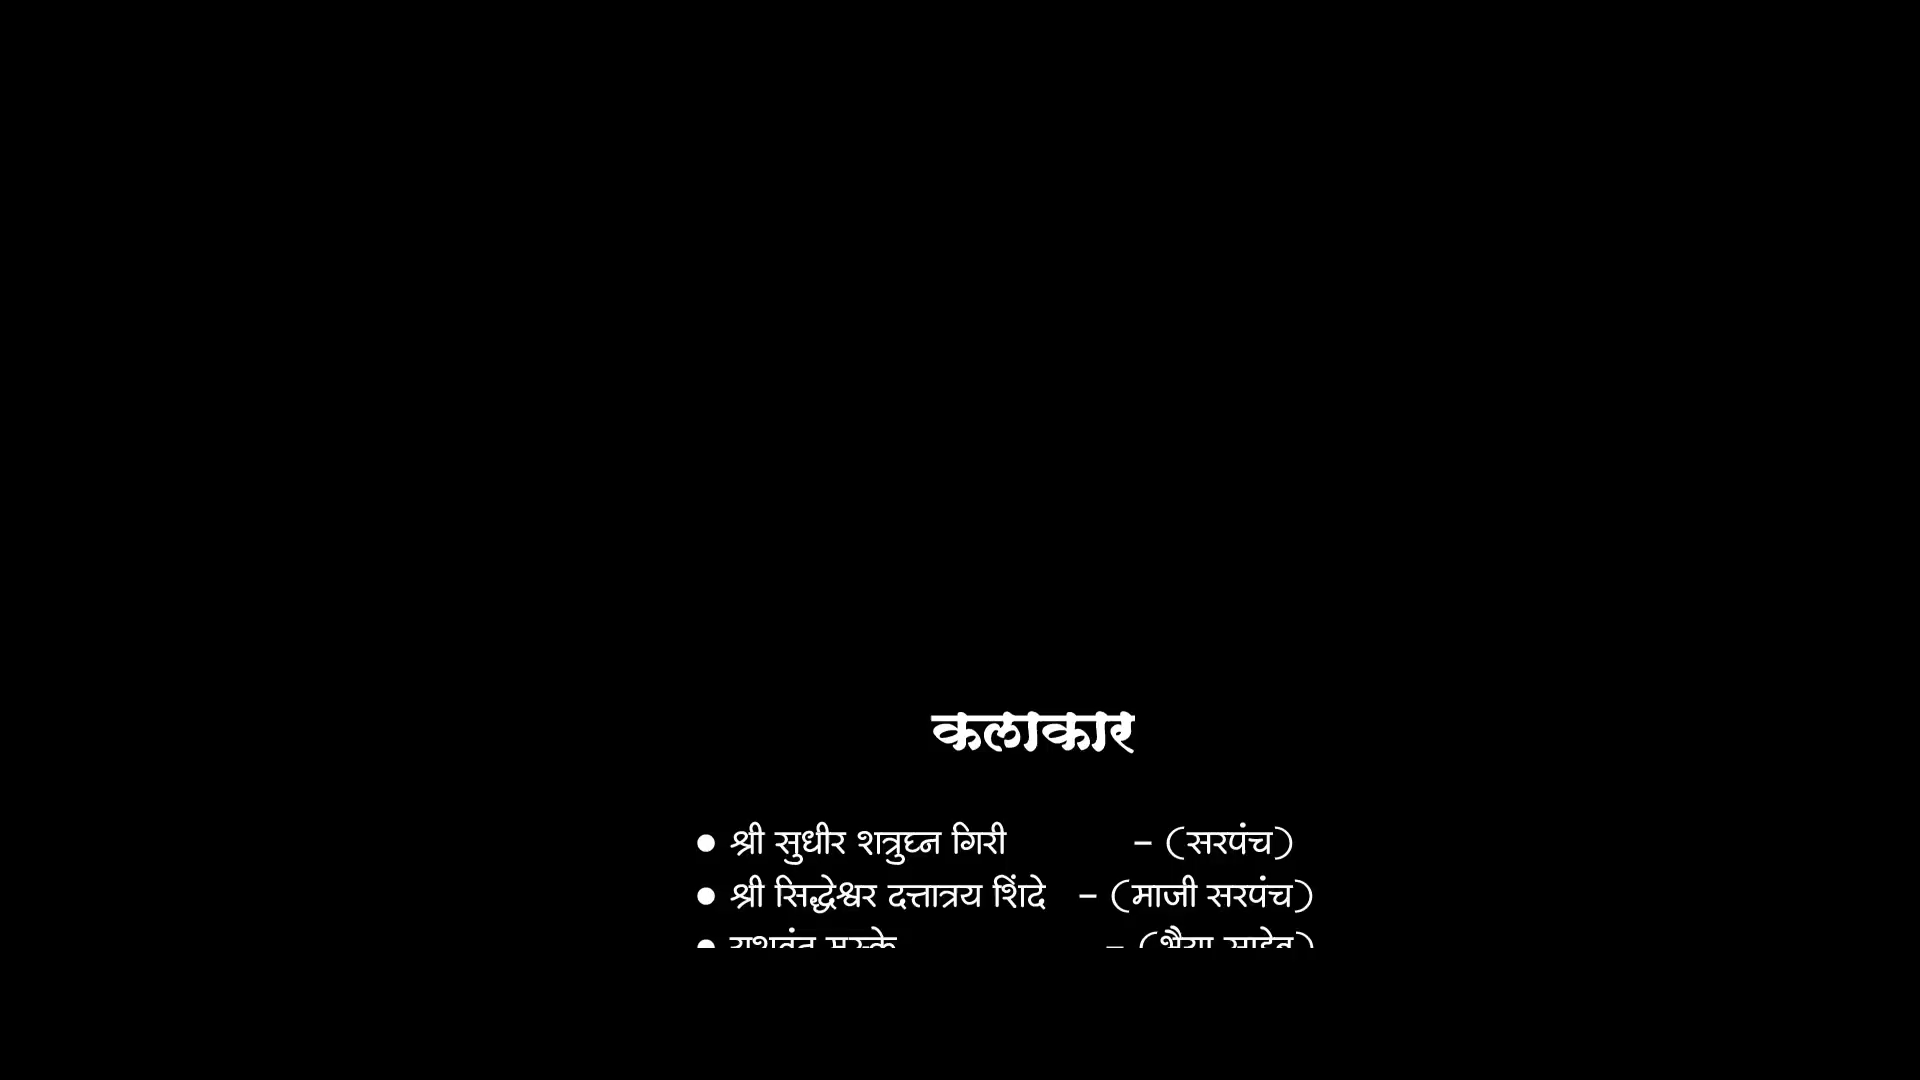 कलाकार
● श्री सुधीर शत्रुघ्न गिरी - (सरपंच)
● श्री सिद्धेश्वर दत्तात्रय शिंदे - (माजी सरपंच)